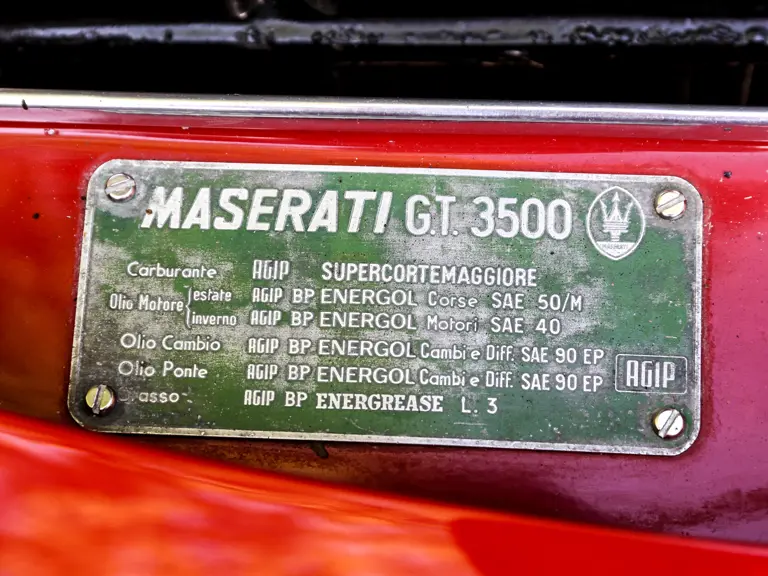 MASERATI G.T. 3500
MASERATI
Carburante AGIP SUPERCORTEMAGGIORE
Olio Motore { estate AGIP BP ENERGOL Corse SAE 50/M
inverno AGIP BP ENERGOL Motori SAE 40
Olio Cambio AGIP BP ENERGOL Cambi e Diff. SAE 90 EP
Olio Ponte AGIP BP ENERGOL Cambi e Diff. SAE 90 EP
AGIP
AGIP BP ENERGREASE L. 3